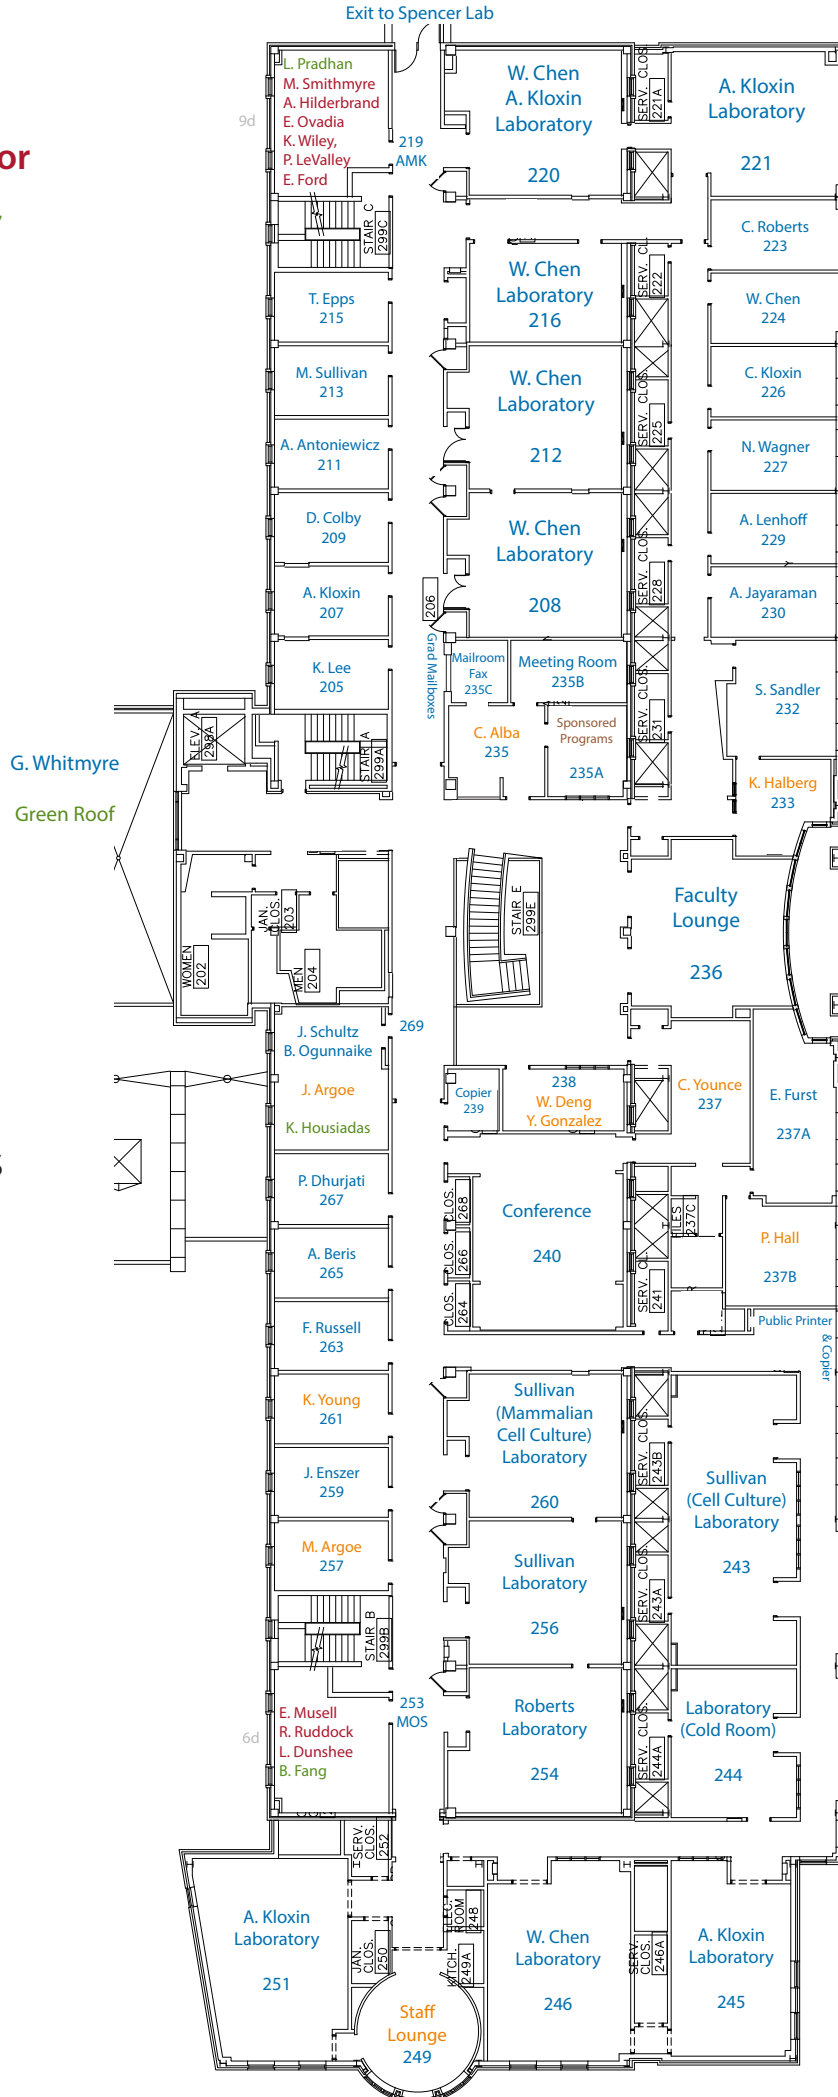 Exit to Spencer Lab
L. Pradhan
M. Smithmyre
A. Hilderbrand
E. Ovadia
K. Wiley,
P. LeValley
E. Ford
9d
or
219
AMK
STAIR C
299C
W. Chen
A. Kloxin
Laboratory
220
SERV. CLOS.
221A
A. Kloxin
Laboratory
221
C. Roberts
223
T. Epps
215
W. Chen
Laboratory
216
SERV. CL.
222
W. Chen
224
M. Sullivan
213
W. Chen
Laboratory
212
SERV. CLOS.
225
C. Kloxin
226
A. Antoniewicz
211
N. Wagner
227
D. Colby
209
W. Chen
Laboratory
208
SERV. CLOS.
228
A. Lenhoff
229
A. Kloxin
207
206
A. Jayaraman
230
K. Lee
205
Grad Mailboxes
Mailroom
Fax
235C
Meeting Room
235B
SERV. CLOS.
231
S. Sandler
232
ELEV. A
298A
STAIR A
299A
C. Alba
235
Sponsored
Programs
235A
G. Whitmyre
K. Halberg
233
Green Roof
WOMEN
202
JAN.
CLOS.
203
MEN
204
STAIR E
299E
Faculty
Lounge
236
J. Schultz
B. Ogunnaike
J. Argoe
K. Housiadas
269
Copier
239
238
W. Deng
Y. Gonzalez
C. Younce
237
E. Furst
237A
S
P. Dhurjati
267
CLOS.
268
CLOS.
266
CLOS.
264
Conference
240
FILES
237C
SERV. CL.
241
P. Hall
237B
A. Beris
265
F. Russell
263
Public Printer
& Copier
K. Young
261
Sullivan
(Mammalian
Cell Culture)
Laboratory
260
SERV. CLOS.
243B
Sullivan
(Cell Culture)
Laboratory
243
J. Enszer
259
M. Argoe
257
Sullivan
Laboratory
256
SERV. CLOS.
243A
STAIR B
299B
E. Musell
R. Ruddock
L. Dunshee
B. Fang
6d
253
MOS
Roberts
Laboratory
254
SERV. CLOS.
244A
Laboratory
(Cold Room)
244
SERV.
CLOS.
252
A. Kloxin
Laboratory
251
JAN.
CLOS.
250
ELEC.
ROOM
248
KITCH.
249A
W. Chen
Laboratory
246
SERV.
CLOS.
246A
A. Kloxin
Laboratory
245
Staff
Lounge
249